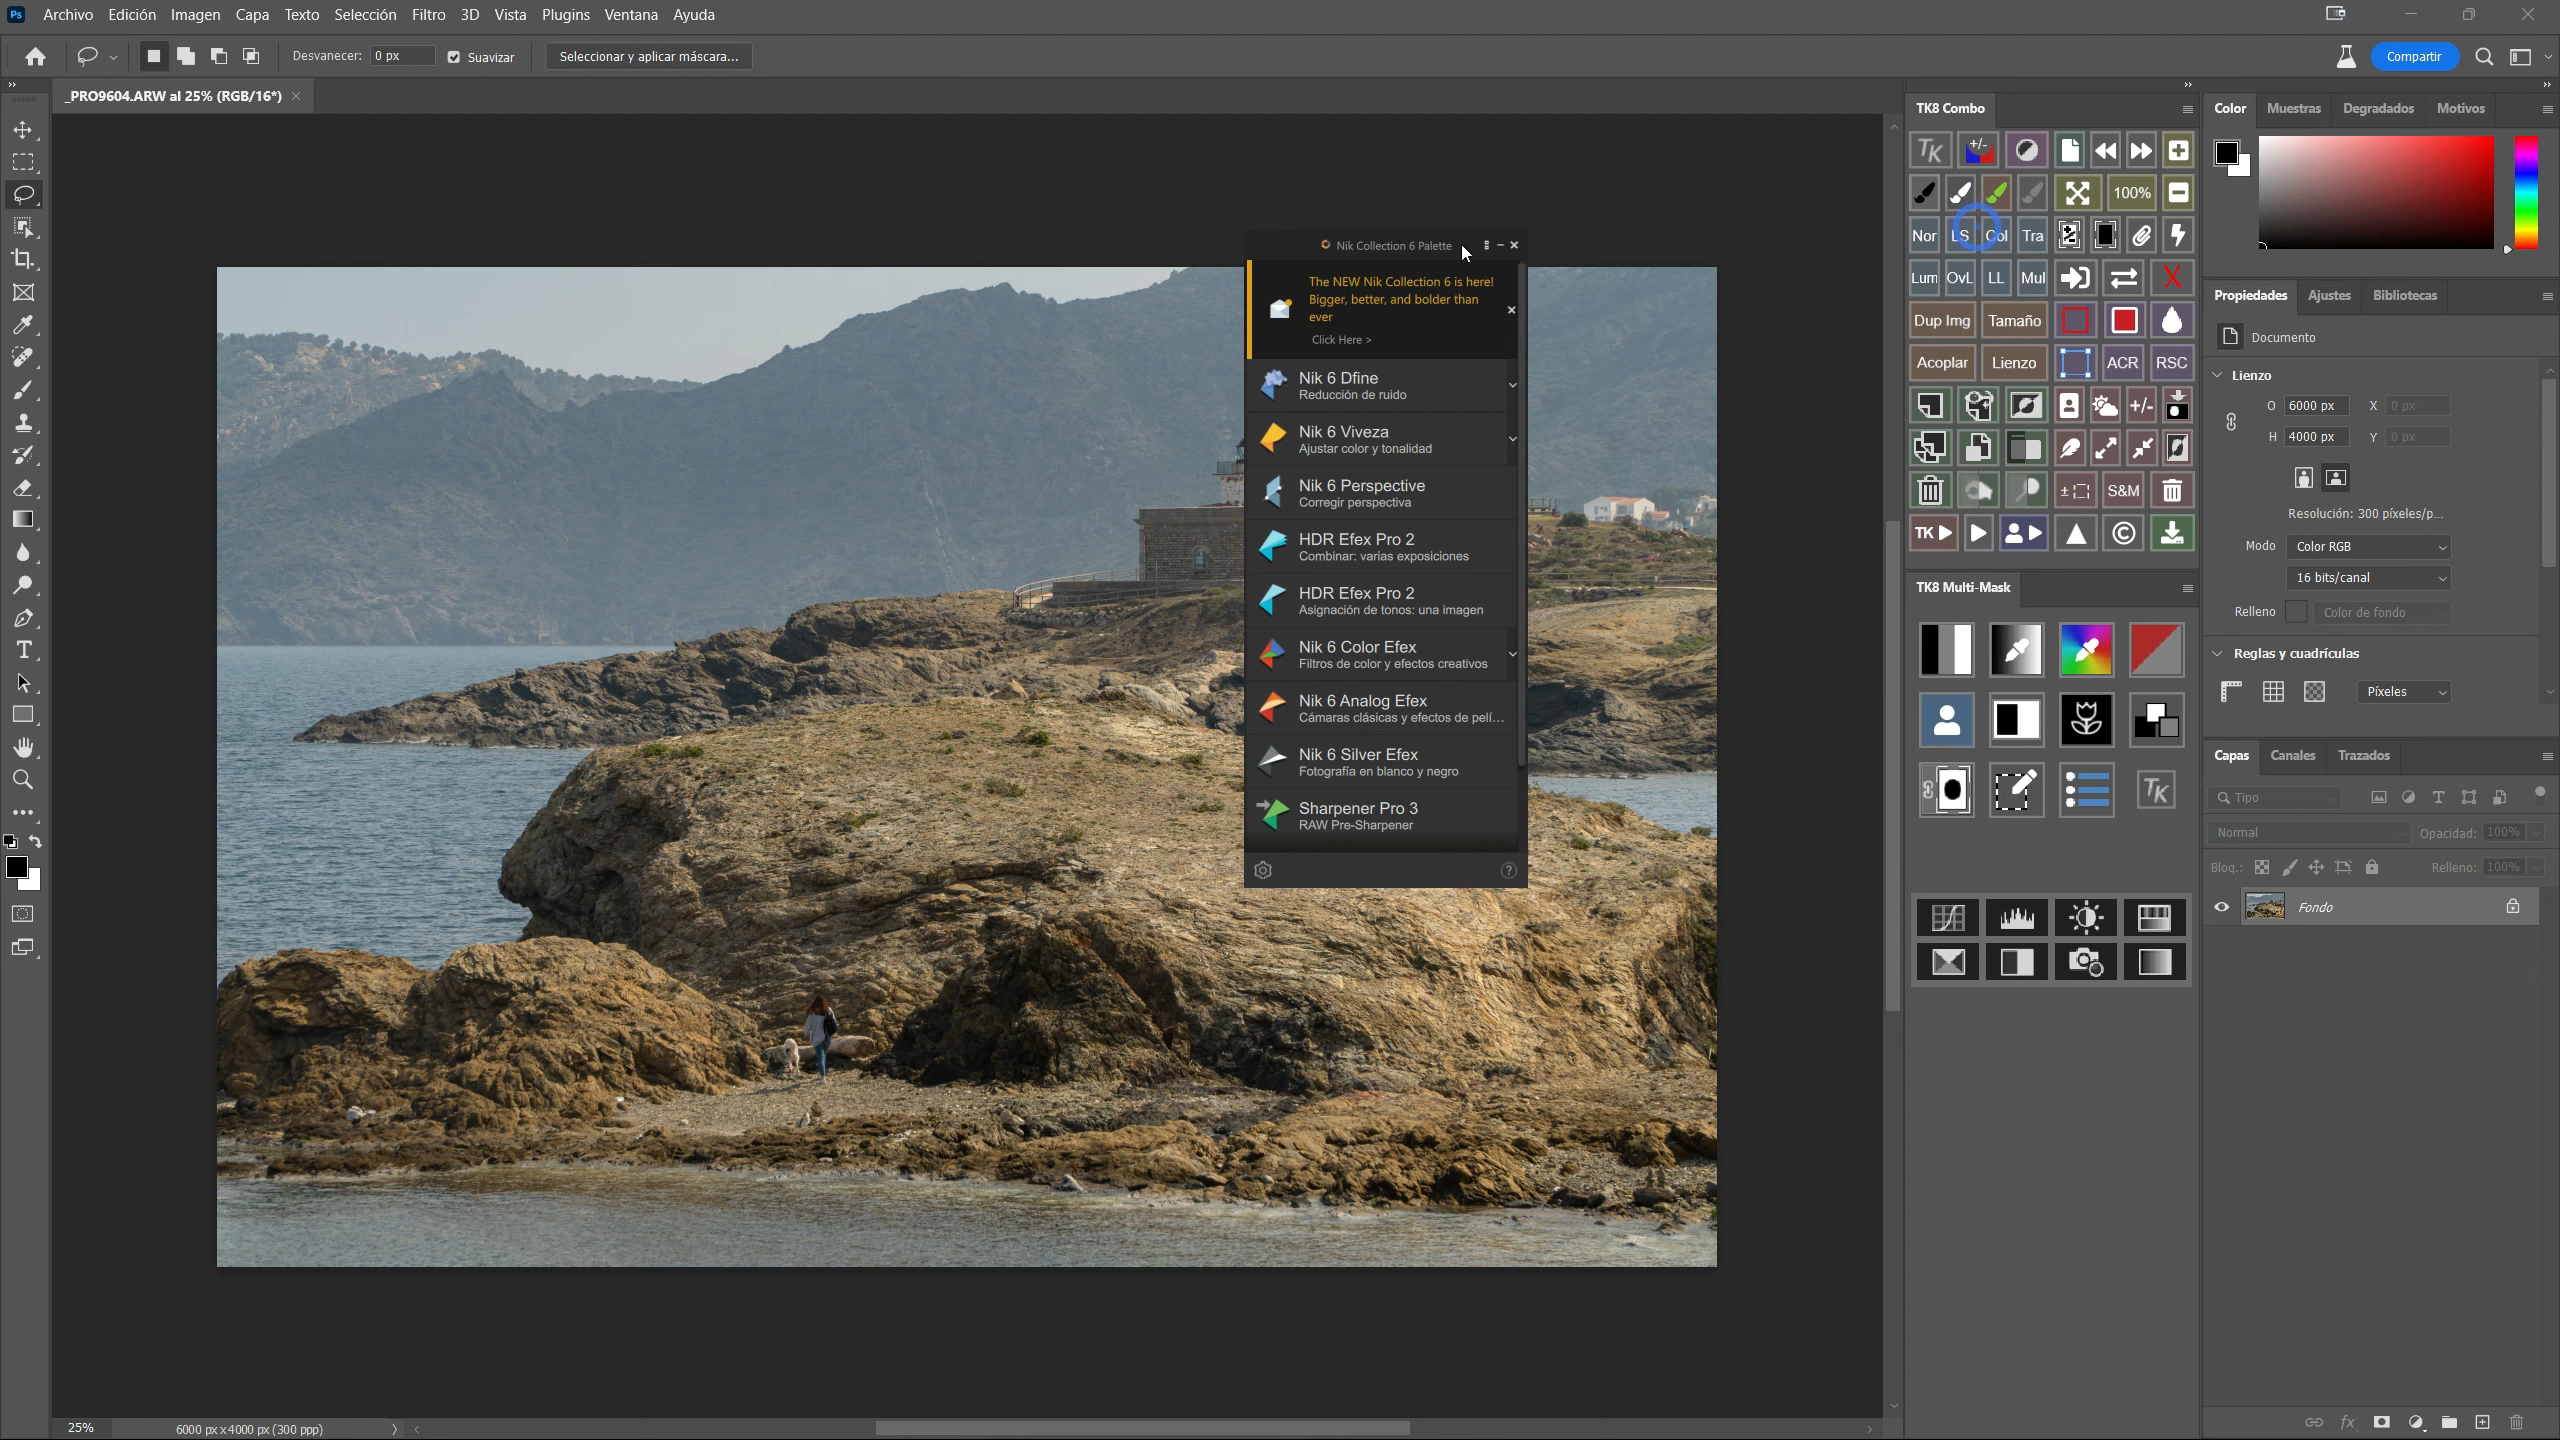 Ps Archivo Edición Imagen Capa Texto Selección Filtro 3D Vista Plugins Ventana Ayuda
Desvanecer: 0 px Suavizar Seleccionar y aplicar máscara... Compartir
_PRO9604.ARW al 25% (RGB/16*)
Nik Collection 6 Palette
The NEW Nik Collection 6 is here!
Bigger, better, and bolder than
ever
Click Here >
Nik 6 Dfine
Reducción de ruido
Nik 6 Viveza
Ajustar color y tonalidad
Nik 6 Perspective
Corregir perspectiva
HDR Efex Pro 2
Combinar: varias exposiciones
HDR Efex Pro 2
Asignación de tonos: una imagen
Nik 6 Color Efex
Filtros de color y efectos creativos
Nik 6 Analog Efex
Cámaras clásicas y efectos de pelí...
Nik 6 Silver Efex
Fotografía en blanco y negro
Sharpener Pro 3
RAW Pre-Sharpener
TK8 Combo
TK +/-
100%
Nor LS Col Tra
Lum OvL LL Mul X
Dup Img Tamaño
Acoplar Lienzo ACR RSC
+/-
S&M
TK ©
TK8 Multi-Mask
TK
Color Muestras Degradados Motivos
Propiedades Ajustes Bibliotecas
Documento
Lienzo
O 6000 px X 0 px
H 4000 px Y 0 px
Resolución: 300 píxeles/p...
Modo Color RGB
16 bits/canal
Relleno Color de fondo
Reglas y cuadrículas
Píxeles
Capas Canales Trazados
Tipo
Normal Opacidad: 100%
Bloq.: Relleno: 100%
Fondo
fx
25% 6000 px x 4000 px (300 ppp)